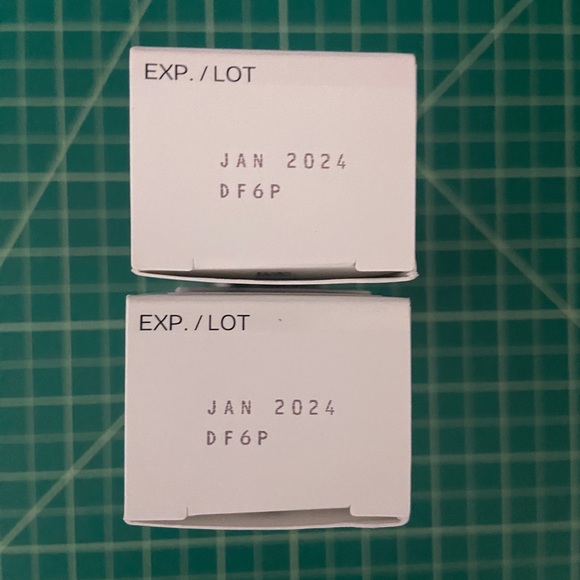 EXP. / LOT
JAN 2024
DF6P
EXP. / LOT
JAN 2024
DF6P